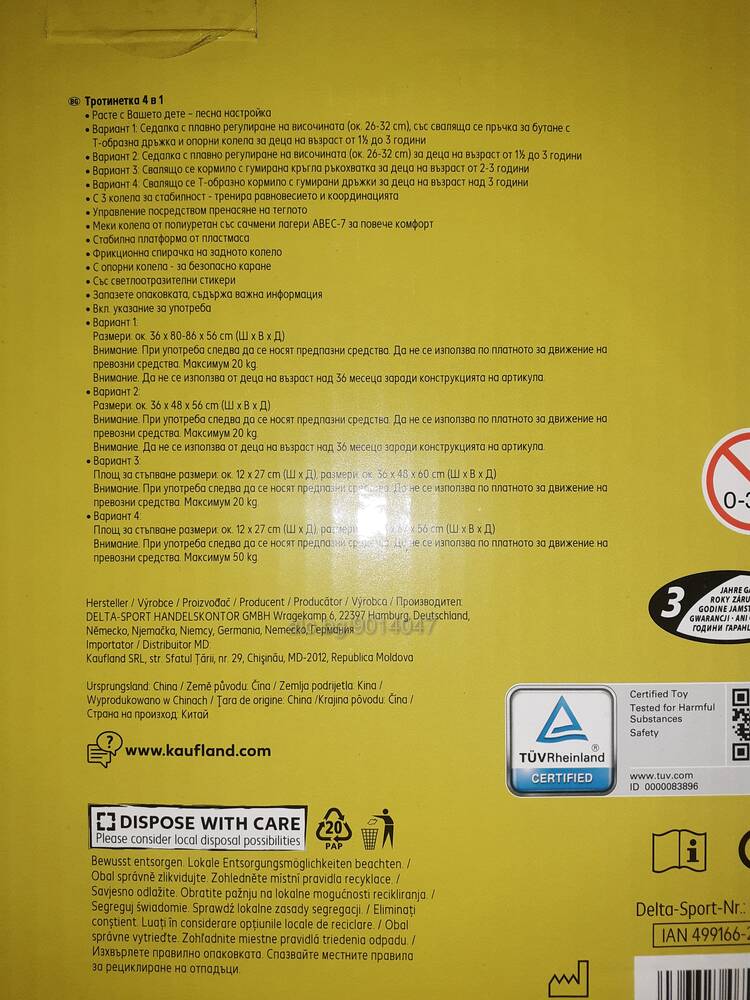 BG Тротинетка 4 в 1
• Расте с Вашето дете – лесна настройка
• Вариант 1: Седалка с плавно регулиране на височината (ок. 26-32 cm), със сваляща се пръчка за бутане с
Т-образна дръжка и опорни колела за деца на възраст от 1½ до 3 години
• Вариант 2: Седалка с плавно регулиране на височината (ок. 26-32 cm) за деца на възраст от 1½ до 3 години
• Вариант 3: Свалящо се кормило с гумирана кръгла ръкохватка за деца на възраст от 2-3 години
• Вариант 4: Свалящо се Т-образно кормило с гумирани дръжки за деца на възраст над 3 години
• С 3 колела за стабилност - тренира равновесието и координацията
• Управление посредством пренасяне на теглото
• Меки колела от полиуретан със сачмени лагери ABEC-7 за повече комфорт
• Стабилна платформа от пластмаса
• Фрикционна спирачка на задното колело
• С опорни колела - за безопасно каране
• Със светлоотразителни стикери
• Запазете опаковката, съдържа важна информация
• Вкл. указание за употреба
• Вариант 1:
Размери: ок. 36 x 80-86 x 56 cm (Ш x В x Д)
Внимание. При употреба следва да се носят предпазни средства. Да не се използва по платното за движение на
превозни средства. Максимум 20 kg.
Внимание. Да не се използва от деца на възраст над 36 месеца заради конструкцията на артикула.
• Вариант 2:
Размери: ок. 36 x 48 x 56 cm (Ш x В x Д)
Внимание. При употреба следва да се носят предпазни средства. Да не се използва по платното за движение на
превозни средства. Максимум 20 kg.
Внимание. Да не се използва от деца на възраст над 36 месеца заради конструкцията на артикула.
• Вариант 3:
Площ за стъпване размери: ок. 12 x 27 cm (Ш x Д), размери: ок. 36 x 48 x 60 cm (Ш x В x Д)
Внимание. При употреба следва да се носят предпазни средства. Да не се използва по платното за движение на
превозни средства. Максимум 20 kg.
• Вариант 4:
Площ за стъпване размери: ок. 12 x 27 cm (Ш x Д), x 56 cm (Ш x В x Д)
Внимание. При употреба следва да се носят предпазни средства. Да не се използва по платното за движение на
превозни средства. Максимум 50 kg.
0-3
3
JAHRE GA
ROKY ZÁRU
GODINE JAMST
GWARANCJI • ANI
ГОДИНИ ГАРАНЦ
Hersteller / Výrobce / Proizvođač / Producent / Producător / Výrobca / Производител:
DELTA-SPORT HANDELSKONTOR GMBH Wragekamp 6, 22397 Hamburg, Deutschland,
Německo, Njemačka, Niemcy, Germania, Nemecko, Германия
9014047
Importator / Distribuitor MD:
Kaufland SRL, str. Sfatul Țării, nr. 29, Chișinău, MD-2012, Republica Moldova
Ursprungsland: China / Země původu: Čína / Zemlja podrijetla: Kina /
Wyprodukowano w Chinach / Țara de origine: China /Krajina pôvodu: Čína /
Страна на произход: Китай
? www.kaufland.com
TÜVRheinland®
CERTIFIED
Certified Toy
Tested for Harmful
Substances
Safety
www.tuv.com
ID 0000083896
DISPOSE WITH CARE
Please consider local disposal possibilities
20
PAP
Bewusst entsorgen. Lokale Entsorgungsmöglichkeiten beachten. /
Obal správně zlikvidujte. Zohledněte místní pravidla recyklace. /
Savjesno odlažite. Obratite pažnju na lokalne mogućnosti recikliranja. /
Segreguj świadomie. Sprawdź lokalne zasady segregacji. / Eliminați
conștient. Luați în considerare opțiunile locale de reciclare. / Obal
správne vytrieďte. Zohľadnite miestne pravidlá triedenia odpadu. /
Изхвърлете правилно опаковката. Спазвайте местните правила
за рециклиране на отпадъци.
i
Delta-Sport-Nr.:
IAN 499166-2